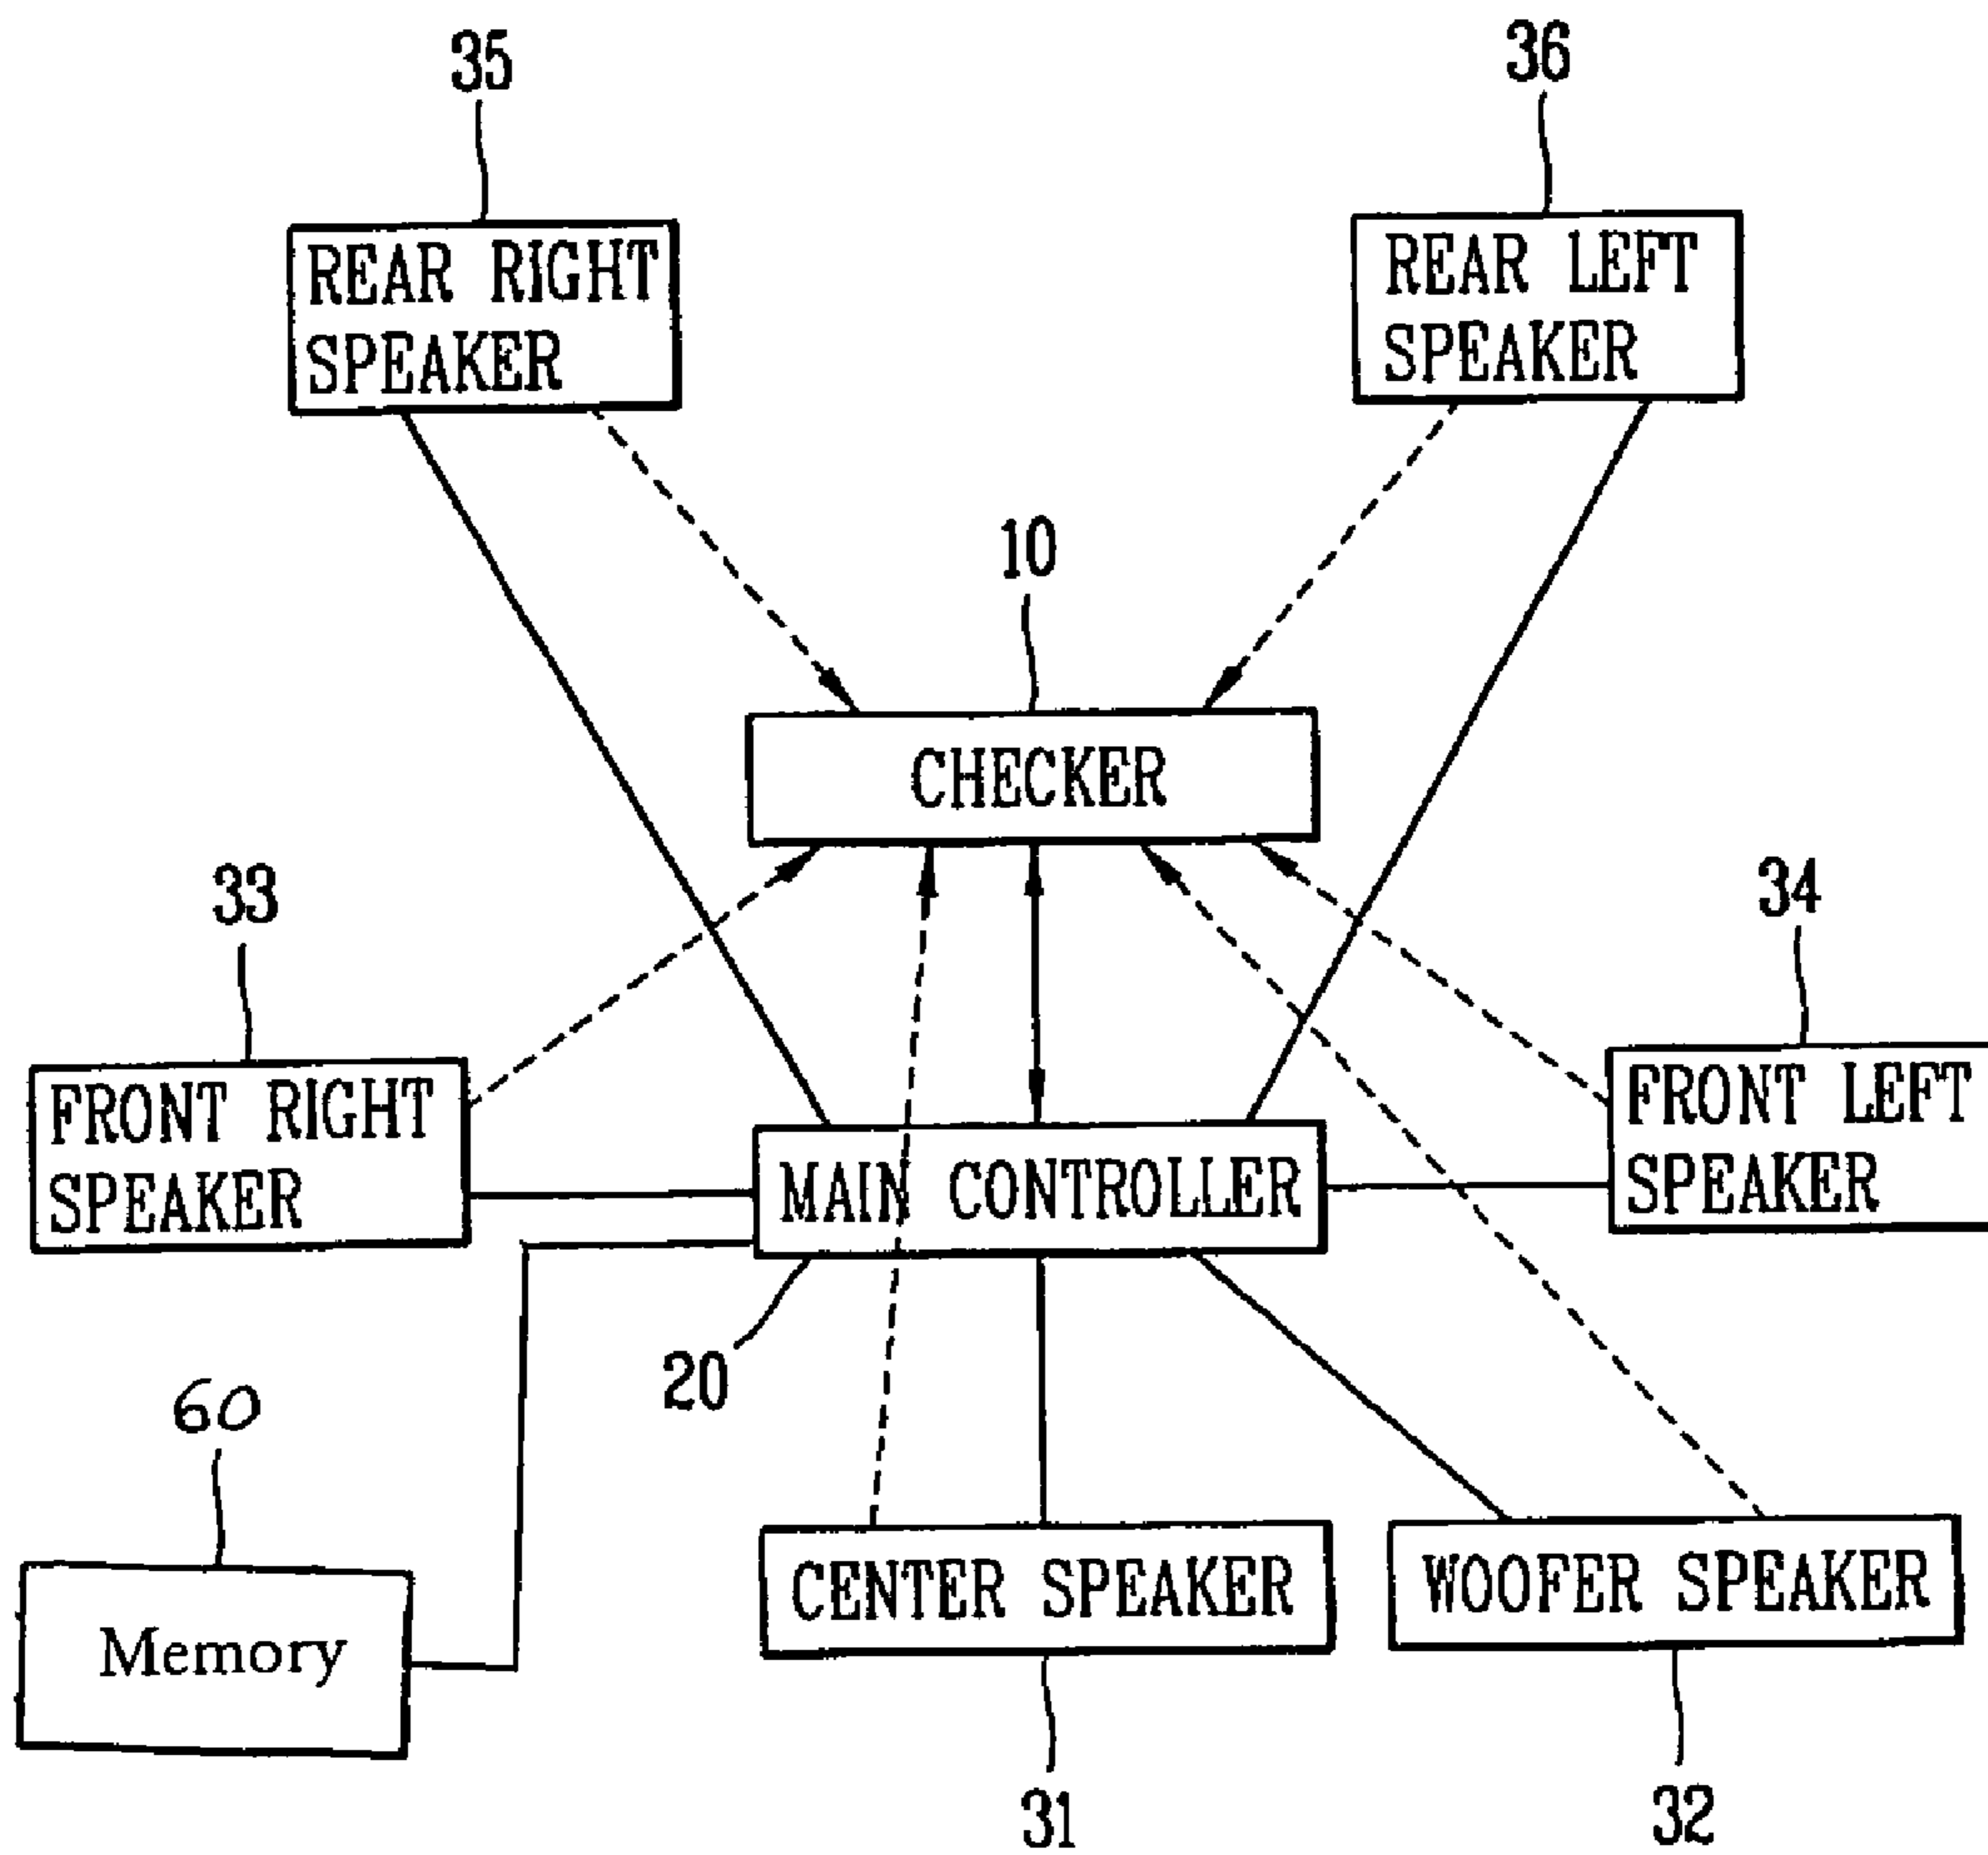 35
36
REAR RIGHT
SPEAKER
REAR LEFT
SPEAKER
10
CHECKER
33
34
FRONT RIGHT
SPEAKER
MAIN CONTROLLER
FRONT LEFT
SPEAKER
20
60
Memory
CENTER SPEAKER
WOOFER SPEAKER
31
32